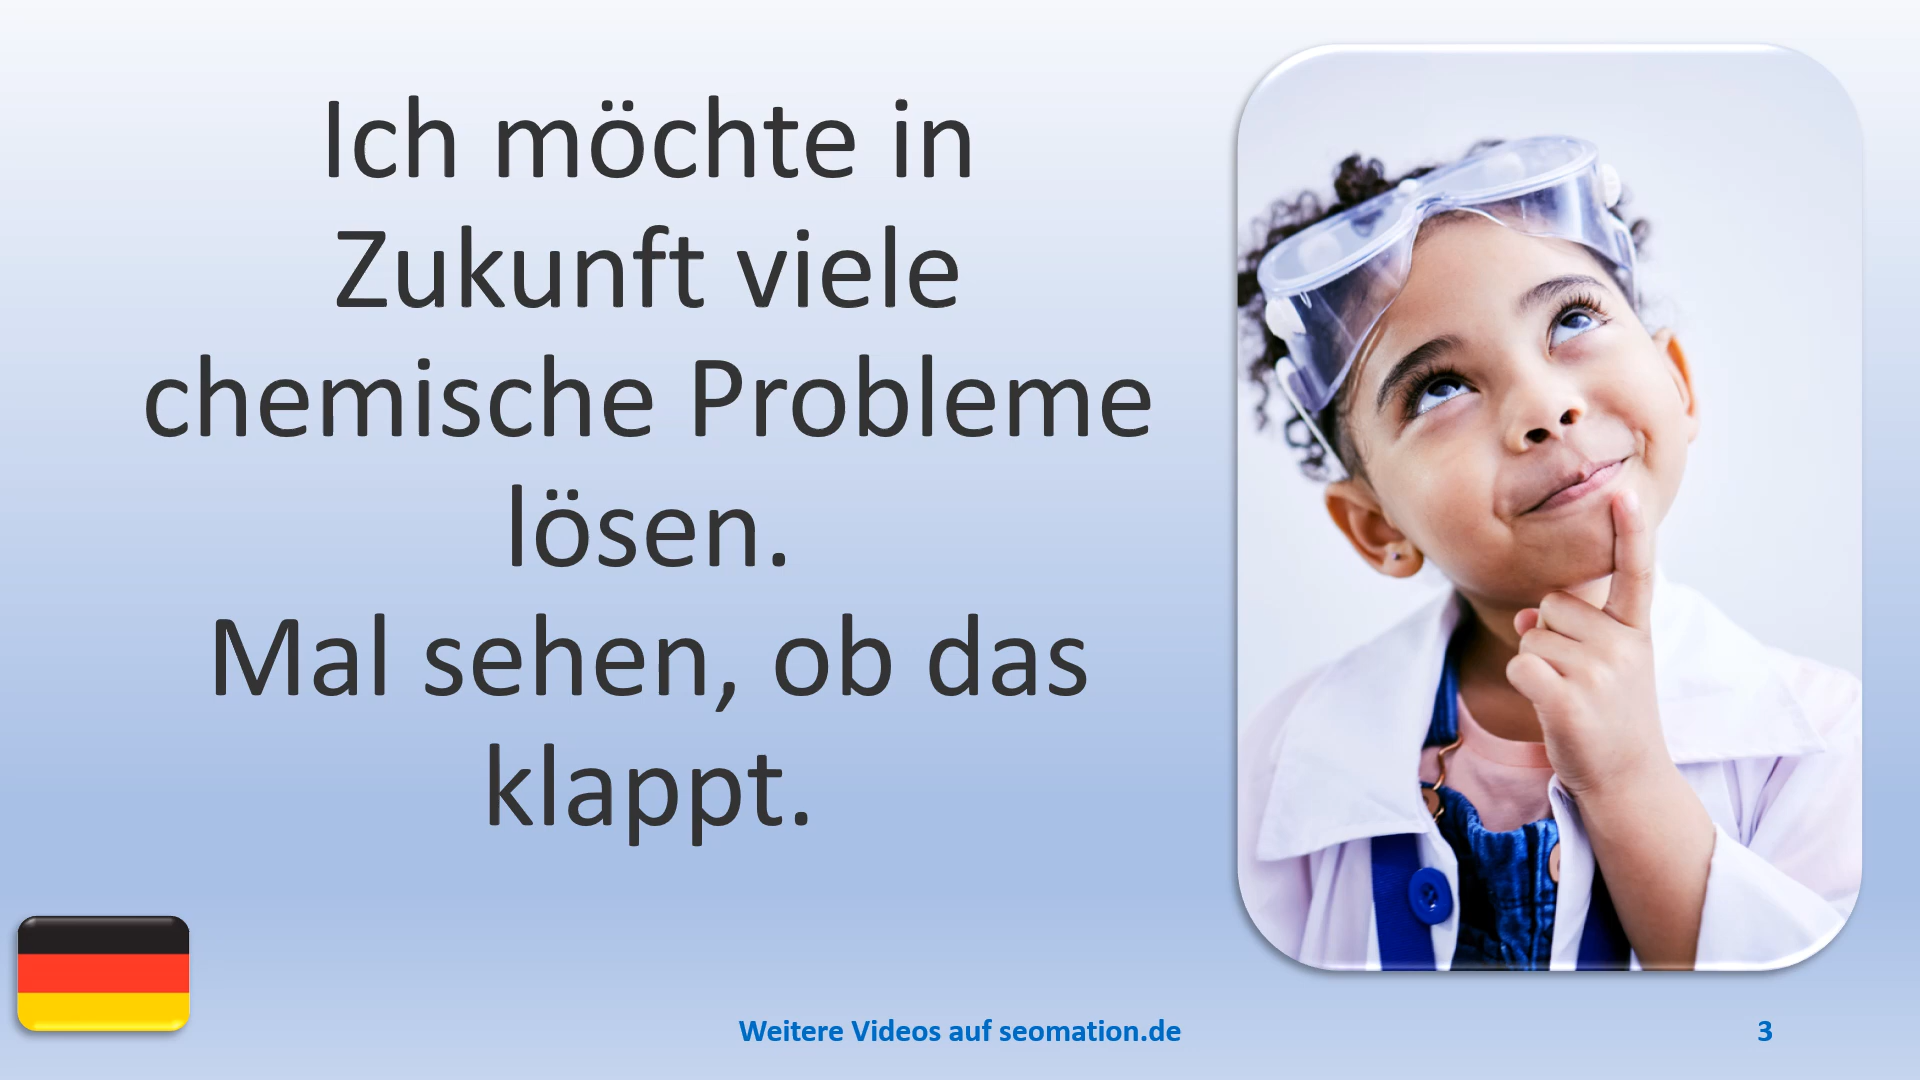 Ich möchte in
Zukunft viele
chemische Probleme
lösen.
Mal sehen, ob das
klappt.
Weitere Videos auf seomation.de
3